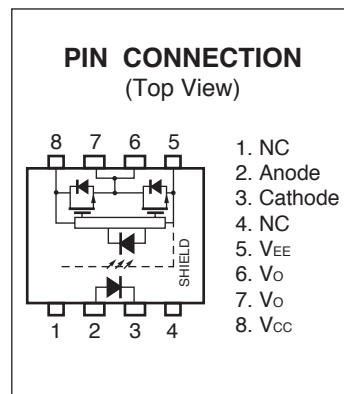 PIN CONNECTION
(Top View)
8 7 6 5
SHIELD
1 2 3 4
1. NC
2. Anode
3. Cathode
4. NC
5. VEE
6. VO
7. VO
8. VCC